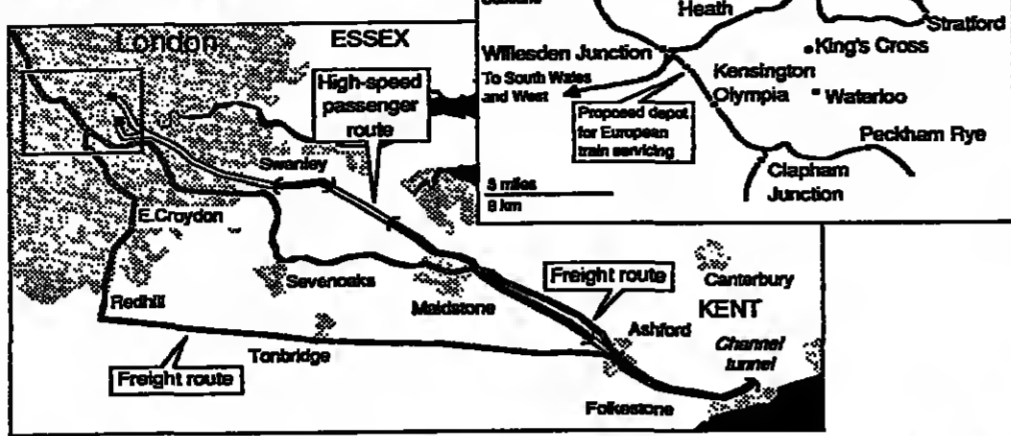 London
ESSEX
High-speed
passenger
route
Swanley
E.Croydon
Sevenoaks
Redhill
Maidstone
Freight route
Canterbury
KENT
Ashford
Channel
tunnel
Tonbridge
Freight route
Folkestone
Heath
Stratford
Willesden Junction
King's Cross
To South Wales
and West
Kensington
Olympia
Waterloo
Proposed depot
for European
train servicing
Peckham Rye
Clapham
Junction
5 miles
8 km